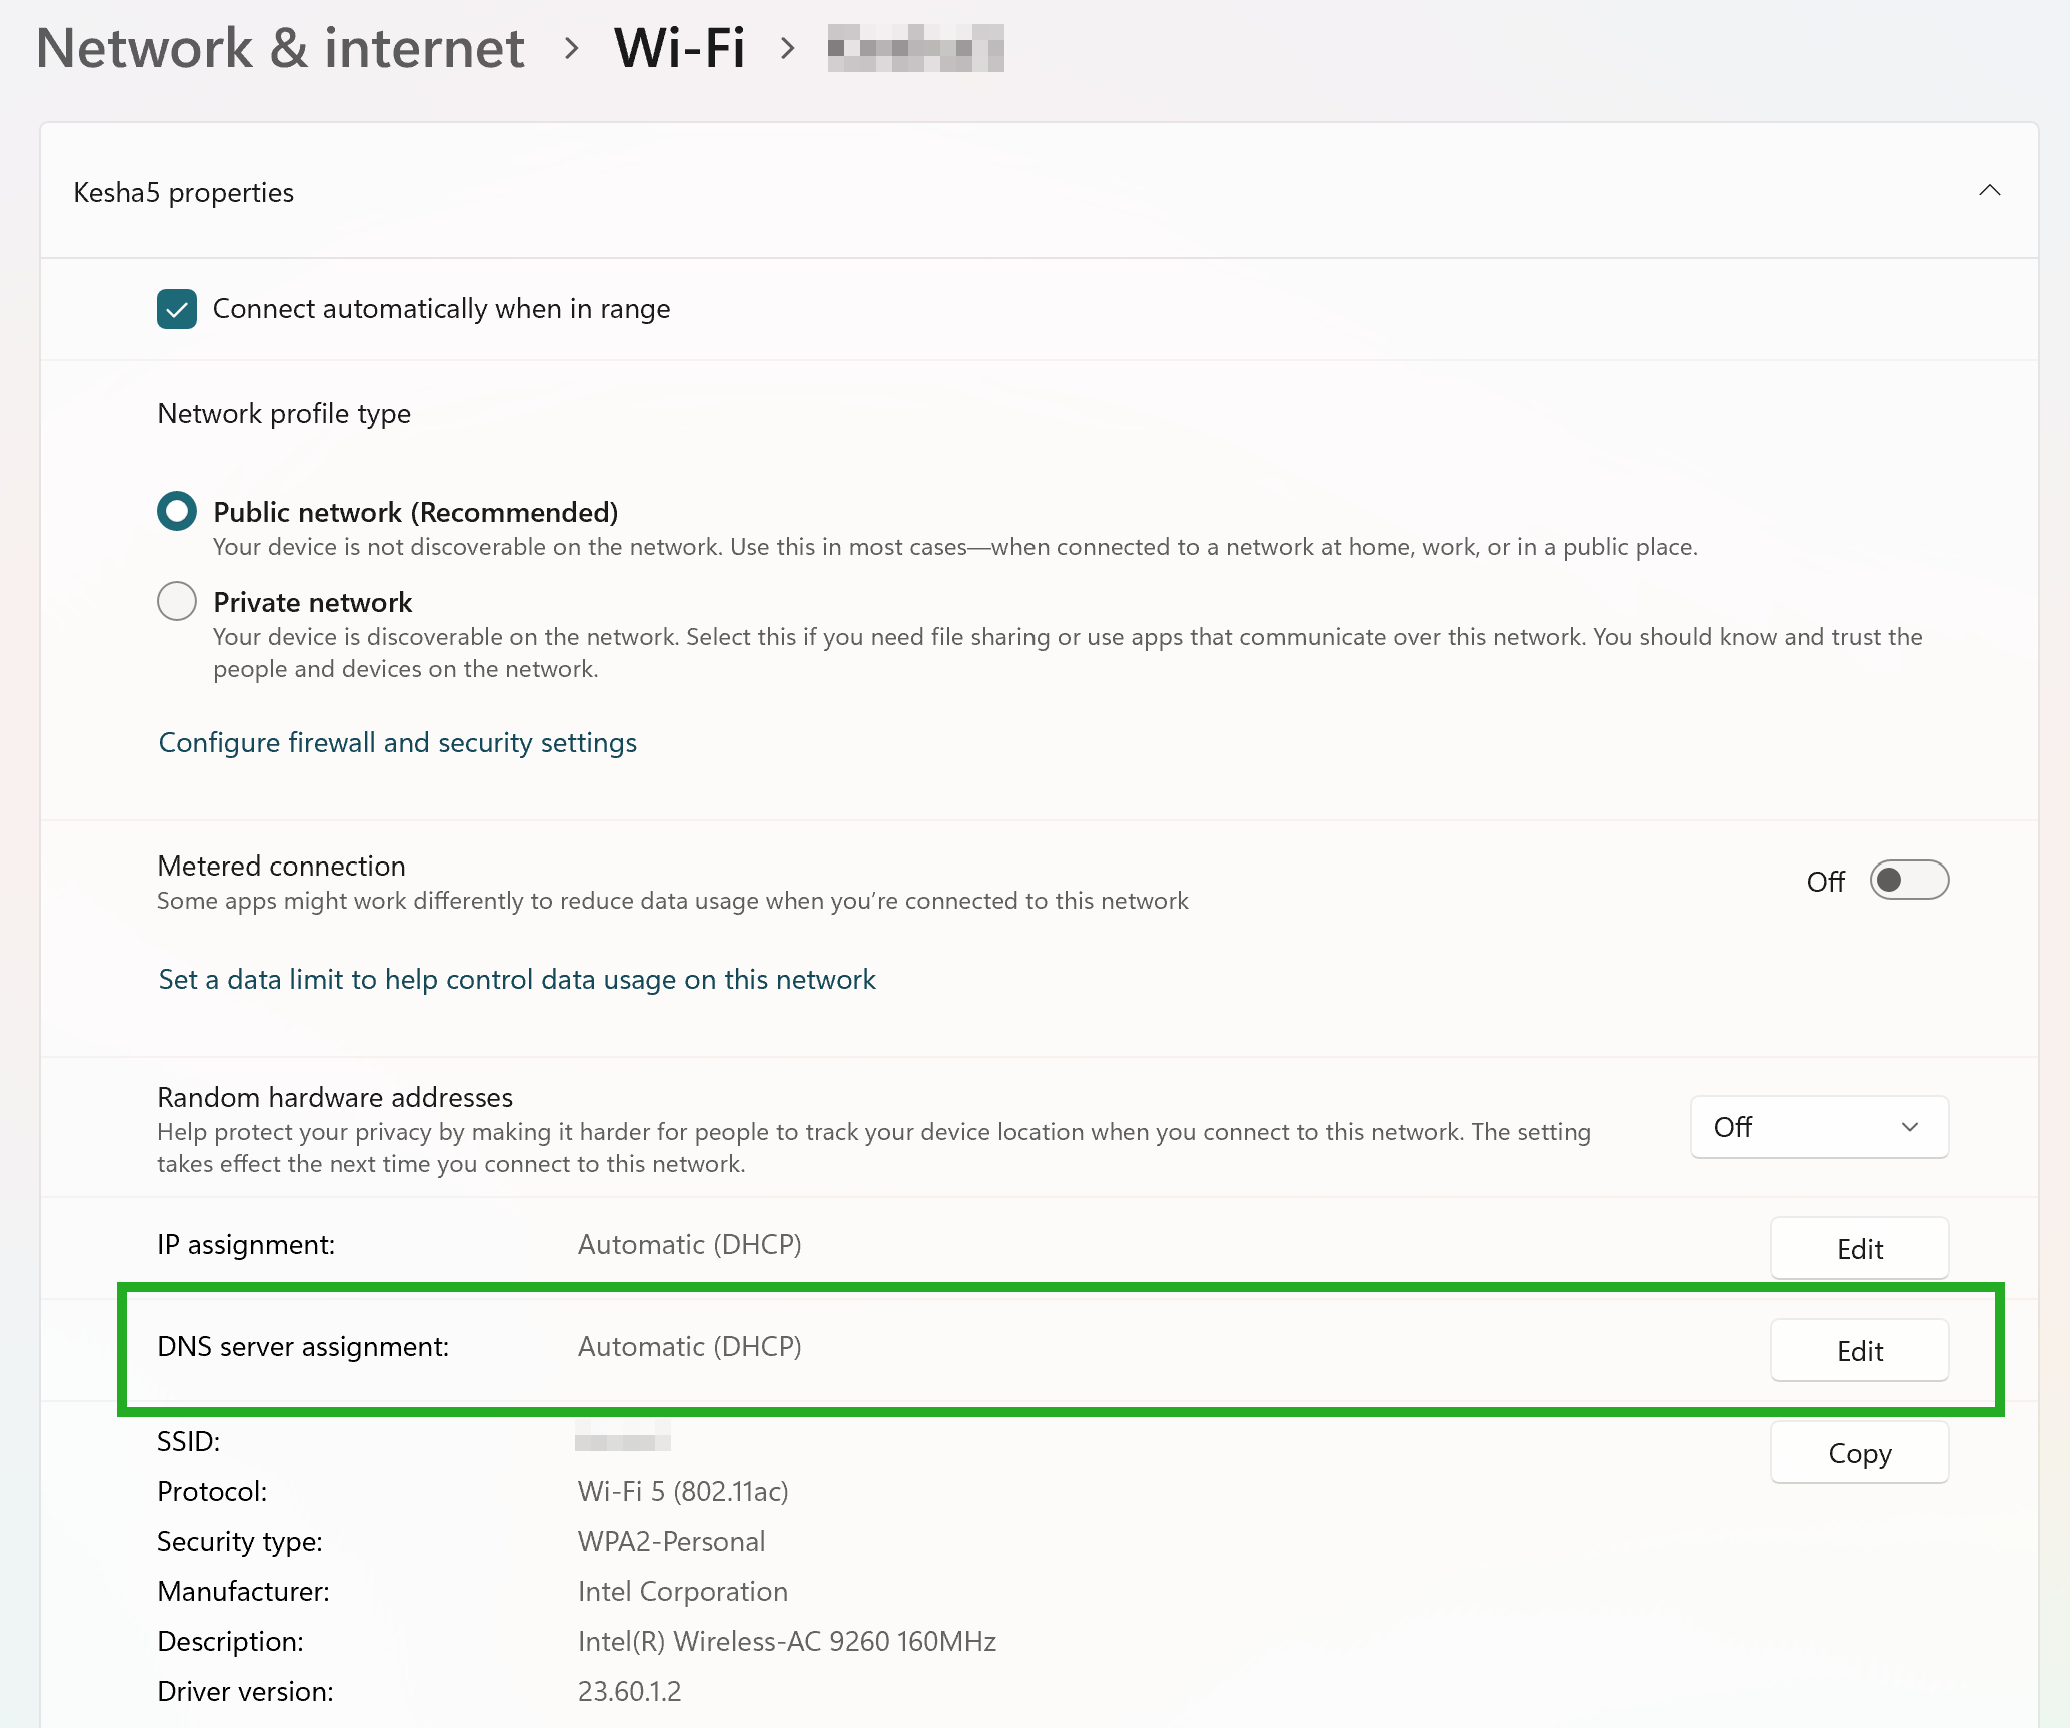 Network & internet > Wi-Fi >
Kesha5 properties
Connect automatically when in range
Network profile type
Public network (Recommended)
Your device is not discoverable on the network. Use this in most cases—when connected to a network at home, work, or in a public place.
Private network
Your device is discoverable on the network. Select this if you need file sharing or use apps that communicate over this network. You should know and trust the
people and devices on the network.
Configure firewall and security settings
Metered connection
Off
Some apps might work differently to reduce data usage when you’re connected to this network
Set a data limit to help control data usage on this network
Random hardware addresses
Help protect your privacy by making it harder for people to track your device location when you connect to this network. The setting
takes effect the next time you connect to this network.
Off
IP assignment: Automatic (DHCP) Edit
DNS server assignment: Automatic (DHCP) Edit
SSID: Copy
Protocol: Wi-Fi 5 (802.11ac)
Security type: WPA2-Personal
Manufacturer: Intel Corporation
Description: Intel(R) Wireless-AC 9260 160MHz
Driver version: 23.60.1.2